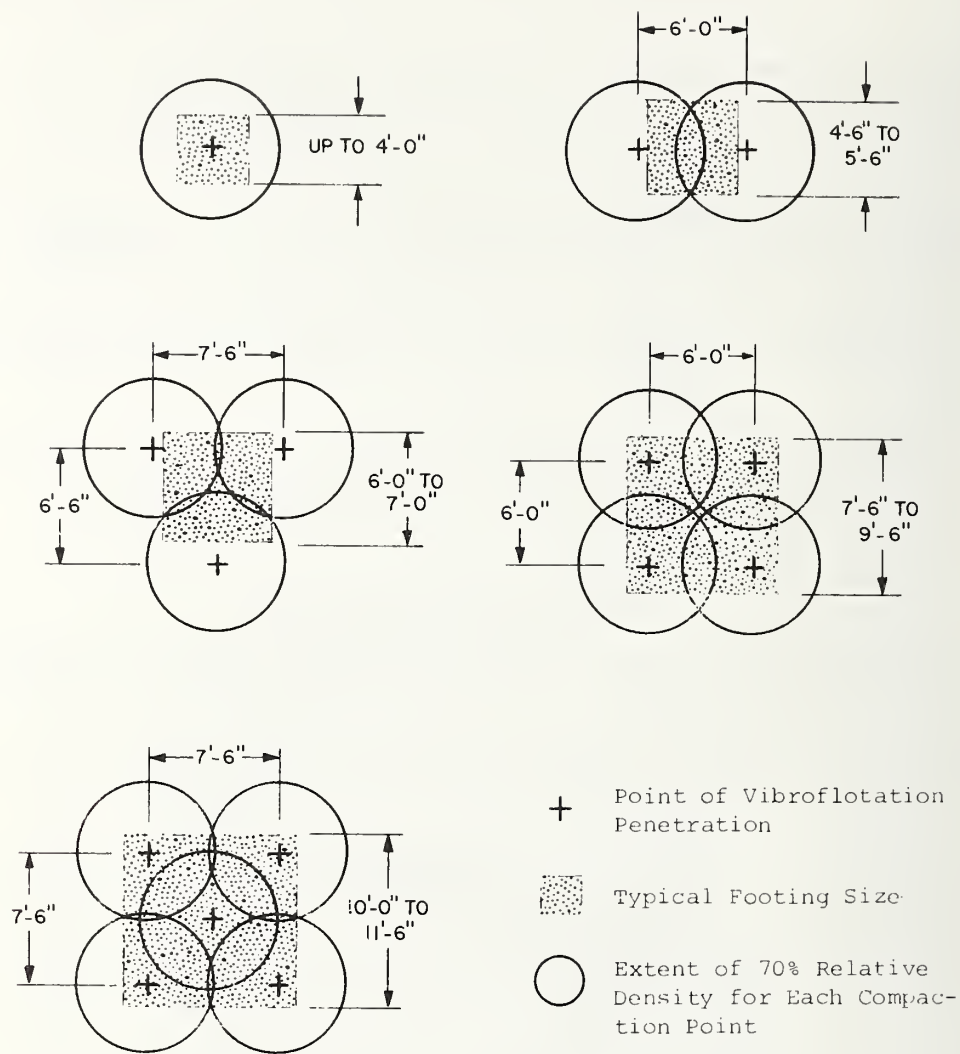 6'-0"
UP TO 4'-0"
4'-6" TO
5'-6"
7'-6"
6'-6"
6'-0" TO
7'-0"
6'-0"
6'-0"
7'-6" TO
9'-6"
7'-6"
7'-6"
10'-0" TO
11'-6"
Point of Vibroflotation
Penetration
Typical Footing Size
Extent of 70% Relative
Density for Each Compac-
tion Point